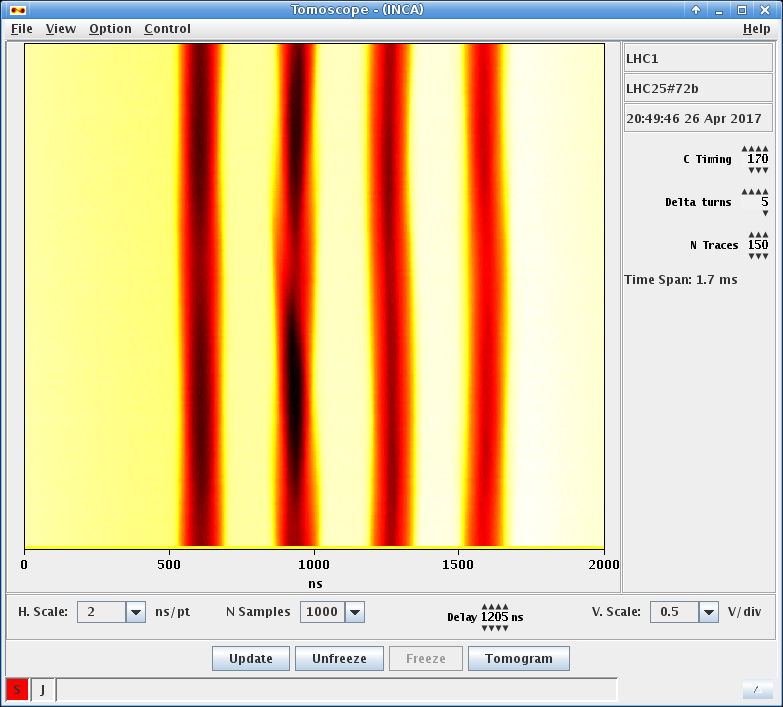 Tomoscope - (INCA)
File View Option Control Help
LHC1
LHC25#72b
20:49:46 26 Apr 2017
C Timing 170
Delta turns 5
N Traces 150
Time Span: 1.7 ms
0 500 1000 1500 2000
ns
H. Scale: 2 ns/pt N Samples 1000 Delay 1205 ns V. Scale: 0.5 V/div
Update Unfreeze Freeze Tomogram
S J